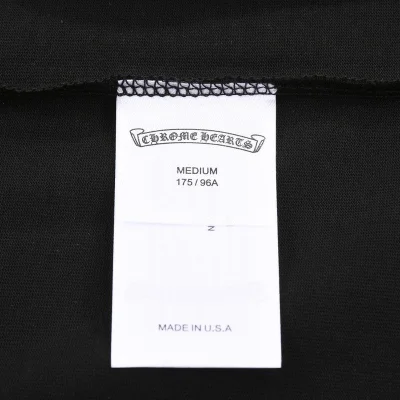 CHROME HEARTS
MEDIUM
175 / 96A
Z
MADE IN U.S.A